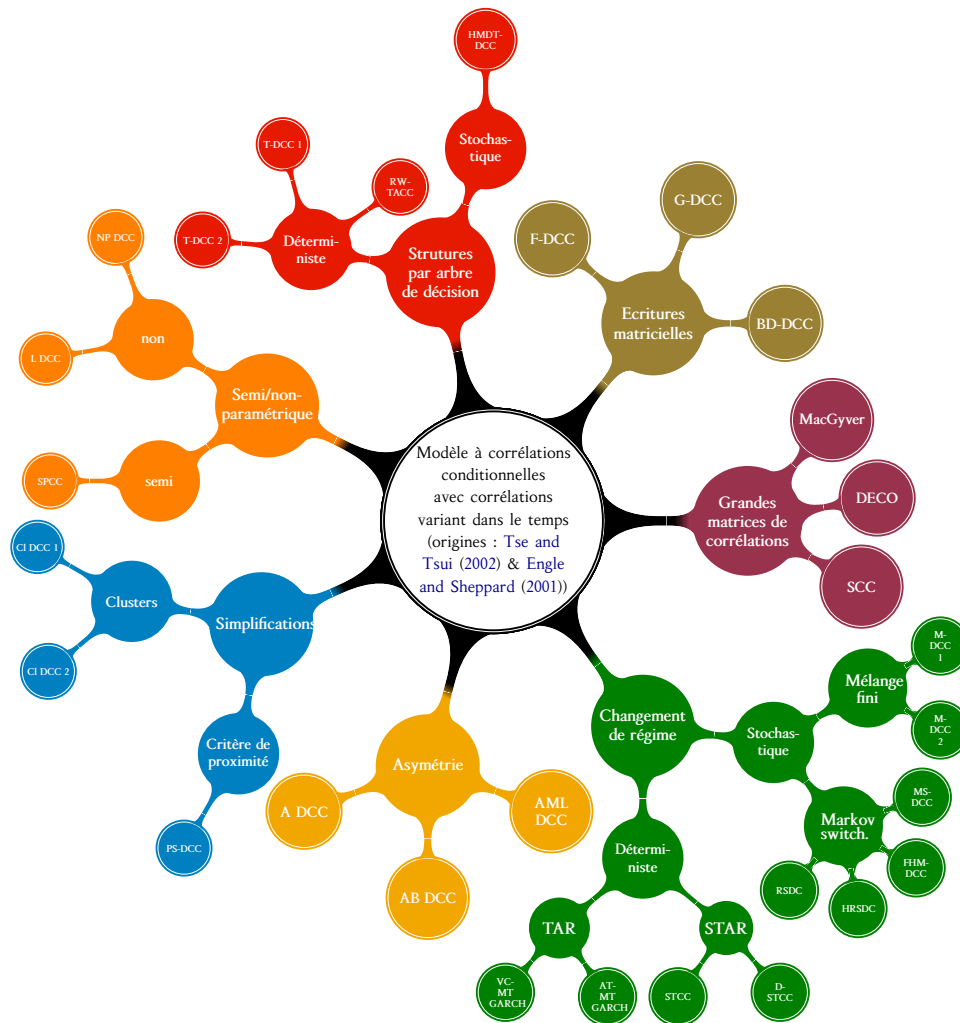 Modèle à corrélations
conditionnelles
avec corrélations
variant dans le temps
(origines : Tse and
Tsui (2002) & Engle
and Sheppard (2001))
HMDT-
DCC
Stochas-
tique
T-DCC 1
RW-
TACC
T-DCC 2
Détermi-
niste
Strutures
par arbre
de décision
G-DCC
F-DCC
Ecritures
matricielles
BD-DCC
MacGyver
DECO
Grandes
matrices de
corrélations
SCC
NP DCC
non
L DCC
Semi/non-
paramétrique
SPCC
semi
Cl DCC 1
Clusters
Simplifications
Cl DCC 2
Critère de
proximité
PS-DCC
Asymétrie
A DCC
AML
DCC
AB DCC
Changement
de régime
Stochas-
tique
Mélange
fini
M-
DCC
1
M-
DCC
2
Markov
switch.
MS-
DCC
FHM-
DCC
HRSDC
RSDC
Détermi-
niste
TAR
STAR
VC-
MT
GARCH
AT-
MT
GARCH
STCC
D-
STCC